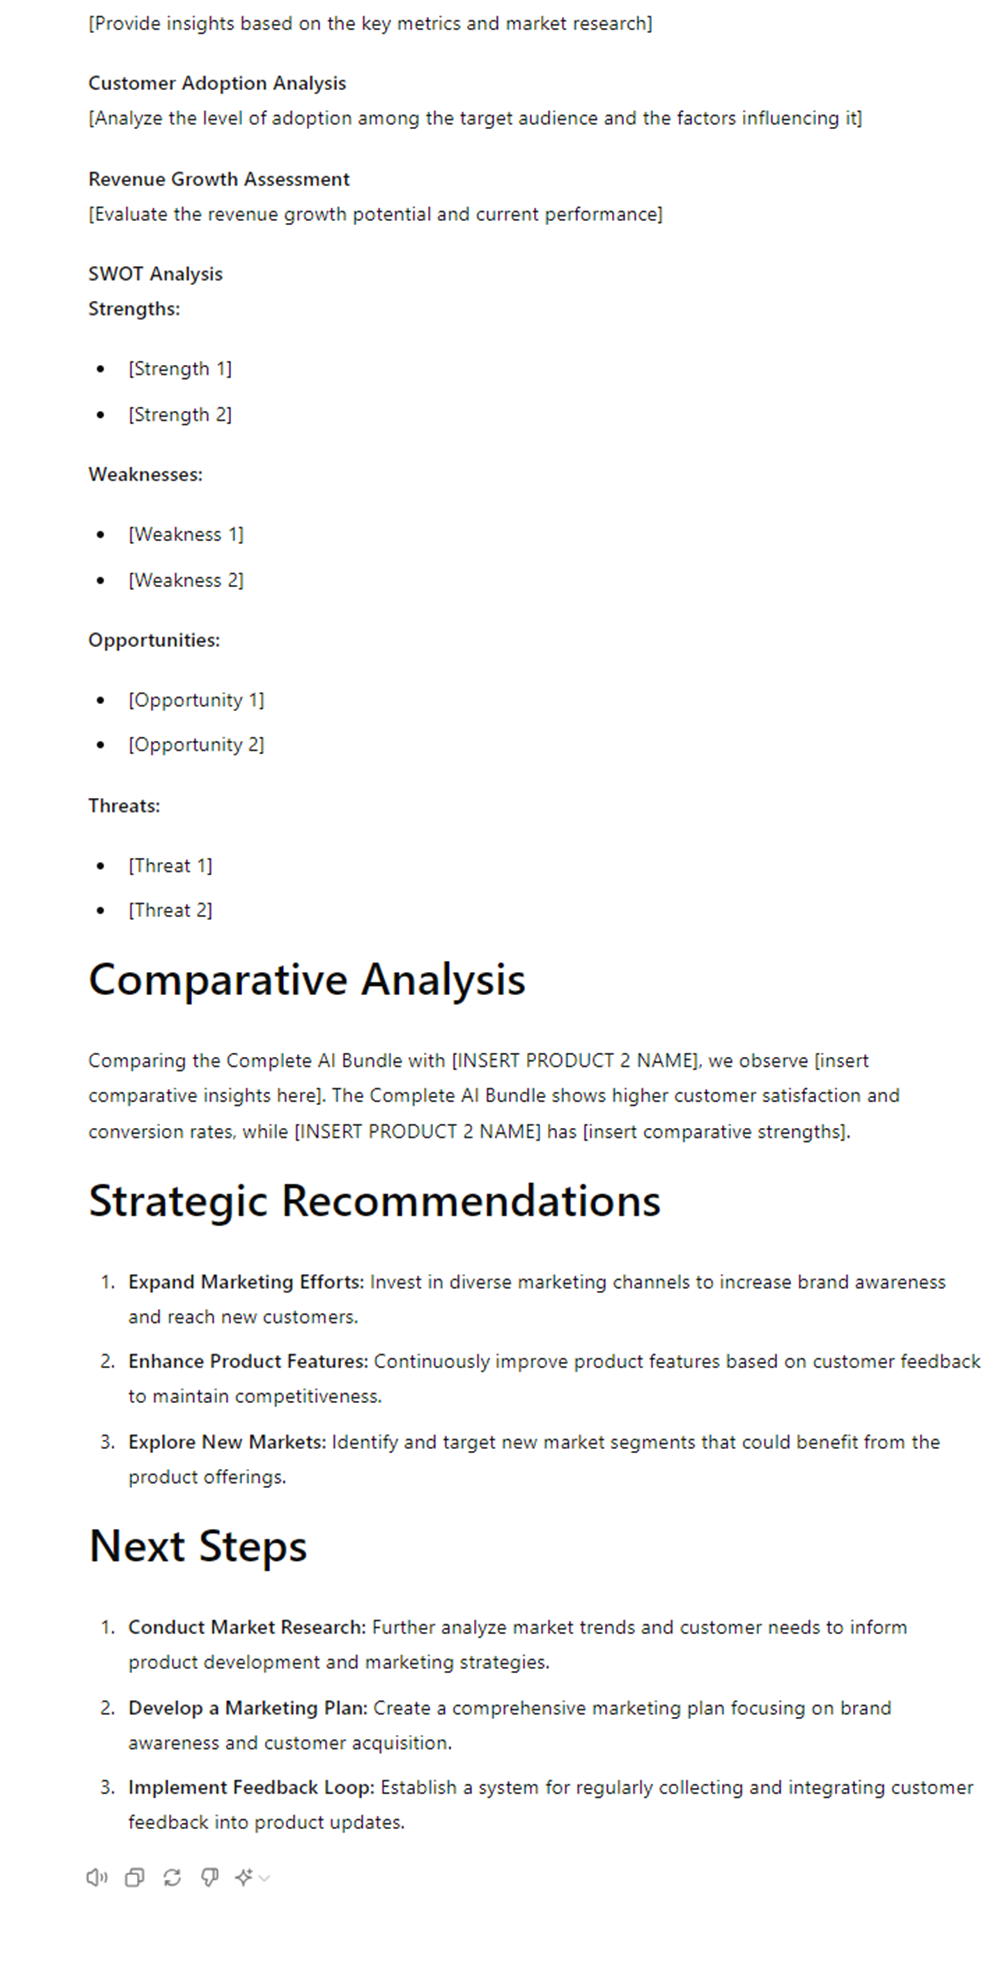 [Provide insights based on the key metrics and market research]
Customer Adoption Analysis
[Analyze the level of adoption among the target audience and the factors influencing it]
Revenue Growth Assessment
[Evaluate the revenue growth potential and current performance]
SWOT Analysis
Strengths:
• [Strength 1]
• [Strength 2]
Weaknesses:
• [Weakness 1]
• [Weakness 2]
Opportunities:
• [Opportunity 1]
• [Opportunity 2]
Threats:
• [Threat 1]
• [Threat 2]
Comparative Analysis
Comparing the Complete AI Bundle with [INSERT PRODUCT 2 NAME], we observe [insert
comparative insights here]. The Complete AI Bundle shows higher customer satisfaction and
conversion rates, while [INSERT PRODUCT 2 NAME] has [insert comparative strengths].
Strategic Recommendations
1. Expand Marketing Efforts: Invest in diverse marketing channels to increase brand awareness
and reach new customers.
2. Enhance Product Features: Continuously improve product features based on customer feedback
to maintain competitiveness.
3. Explore New Markets: Identify and target new market segments that could benefit from the
product offerings.
Next Steps
1. Conduct Market Research: Further analyze market trends and customer needs to inform
product development and marketing strategies.
2. Develop a Marketing Plan: Create a comprehensive marketing plan focusing on brand
awareness and customer acquisition.
3. Implement Feedback Loop: Establish a system for regularly collecting and integrating customer
feedback into product updates.